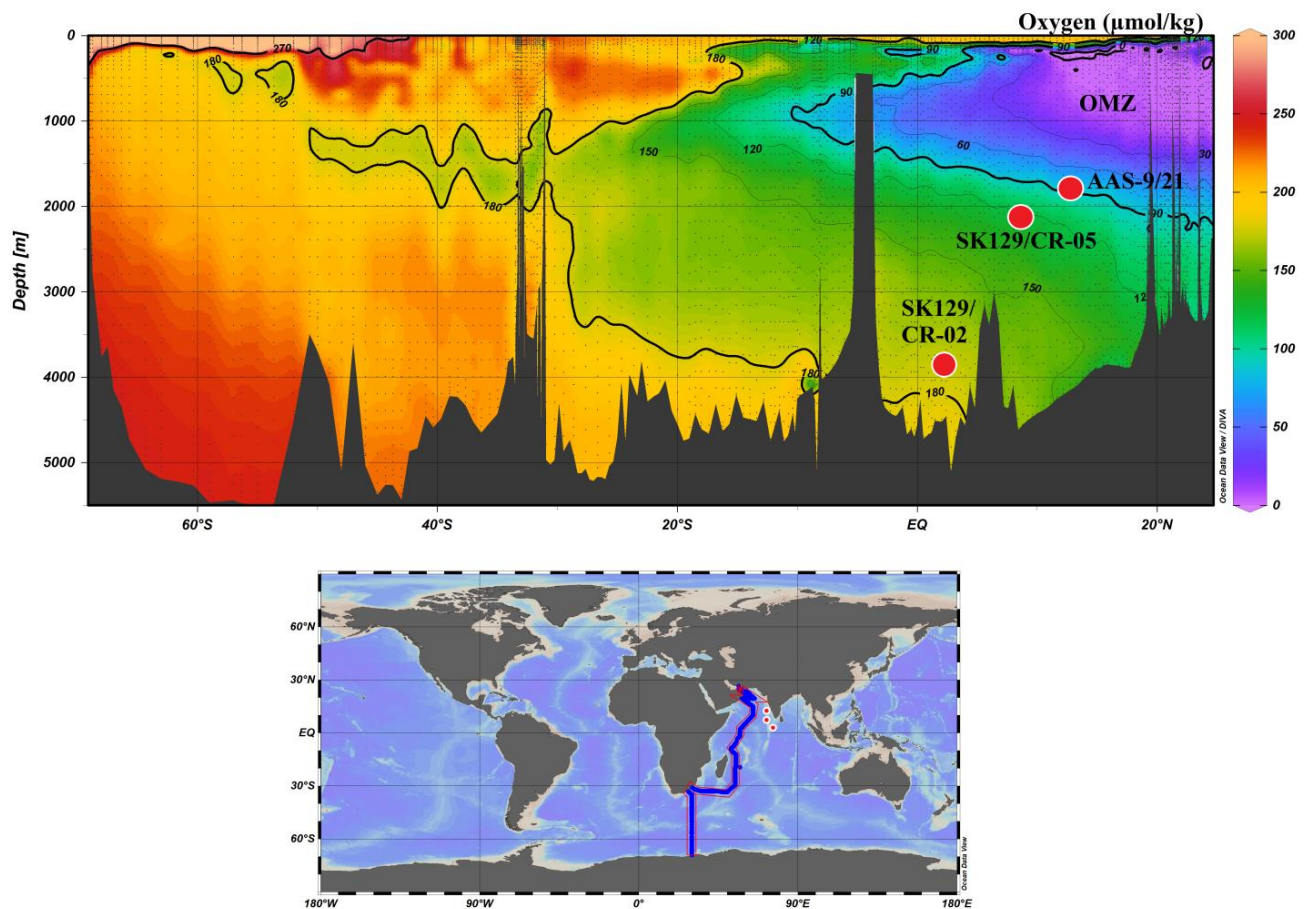 Oxygen (μmol/kg)
0
1000
2000
3000
4000
5000
Depth [m]
60°S
40°S
20°S
EQ
20°N
300
250
200
150
100
50
0
270
180
180
180
180
180
120
90
90
0
90
150
120
60
30
90
150
180
180
OMZ
AAS-9/21
SK129/CR-05
SK129/
CR-02
Ocean Data View / DIVA
60°N
30°N
EQ
30°S
60°S
180°W
90°W
0°
90°E
180°E
Ocean Data View